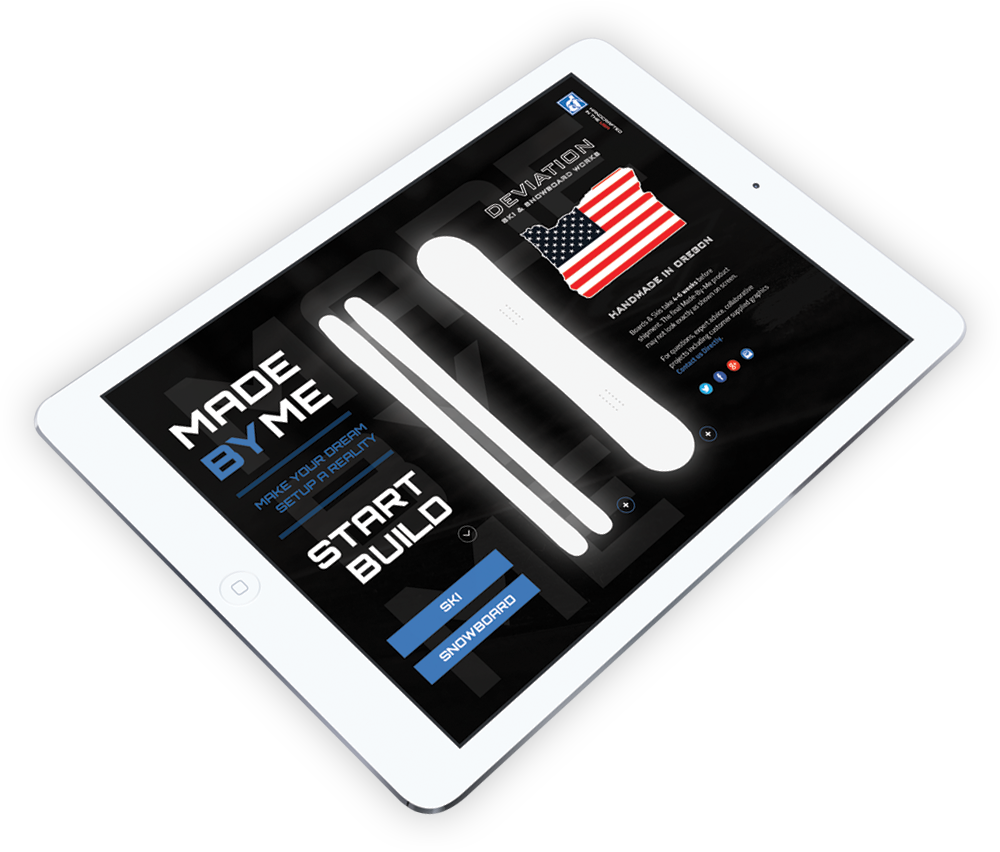 MADE
BY ME
MAKE YOUR DREAM
SETUP A REALITY
START
BUILD
SKI
SNOWBOARD
HANDCRAFTED
IN THE USA
DEVIATION
SKI & SNOWBOARD WORKS
HANDMADE IN OREGON
Boards & Skis take 4-6 weeks before
shipment. The final Made-By-Me product
may not look exactly as shown on screen.
For questions, expert advice, collaborative
projects including customer supplied graphics
Contact us Directly.